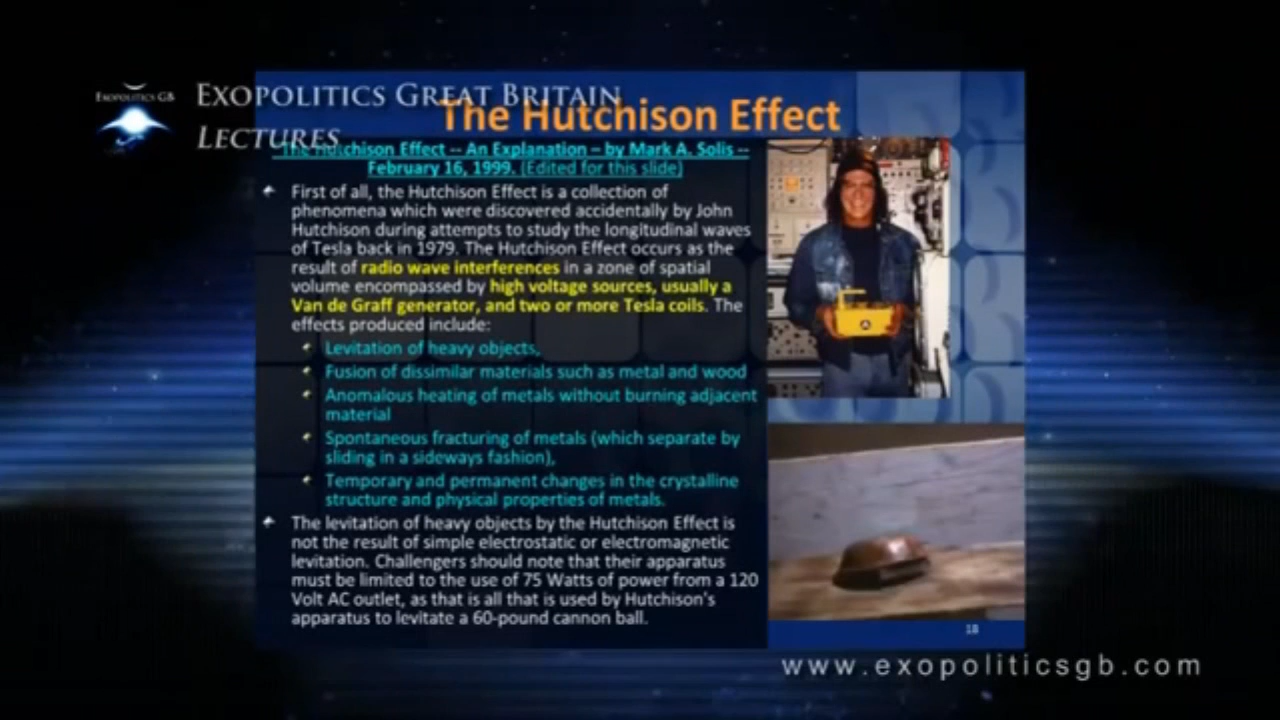 EXOPOLITICS GB
EXOPOLITICS GREAT BRITAIN
LECTURES
The Hutchison Effect
The Hutchison Effect -- An Explanation – by Mark A. Solis --
February 16, 1999. (Edited for this slide)
First of all, the Hutchison Effect is a collection of
phenomena which were discovered accidentally by John
Hutchison during attempts to study the longitudinal waves
of Tesla back in 1979. The Hutchison Effect occurs as the
result of radio wave interferences in a zone of spatial
volume encompassed by high voltage sources, usually a
Van de Graff generator, and two or more Tesla coils. The
effects produced include:
Levitation of heavy objects,
Fusion of dissimilar materials such as metal and wood
Anomalous heating of metals without burning adjacent
material
Spontaneous fracturing of metals (which separate by
sliding in a sideways fashion),
Temporary and permanent changes in the crystalline
structure and physical properties of metals.
The levitation of heavy objects by the Hutchison Effect is
not the result of simple electrostatic or electromagnetic
levitation. Challengers should note that their apparatus
must be limited to the use of 75 Watts of power from a 120
Volt AC outlet, as that is all that is used by Hutchison's
apparatus to levitate a 60-pound cannon ball.
18
www.exopoliticsgb.com